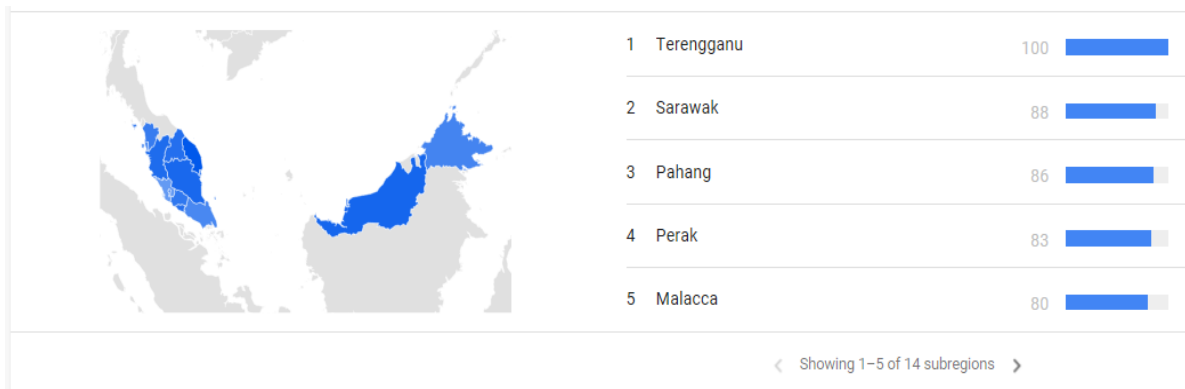 1 Terengganu 100
2 Sarawak 88
3 Pahang 86
4 Perak 83
5 Malacca 80
Showing 1–5 of 14 subregions